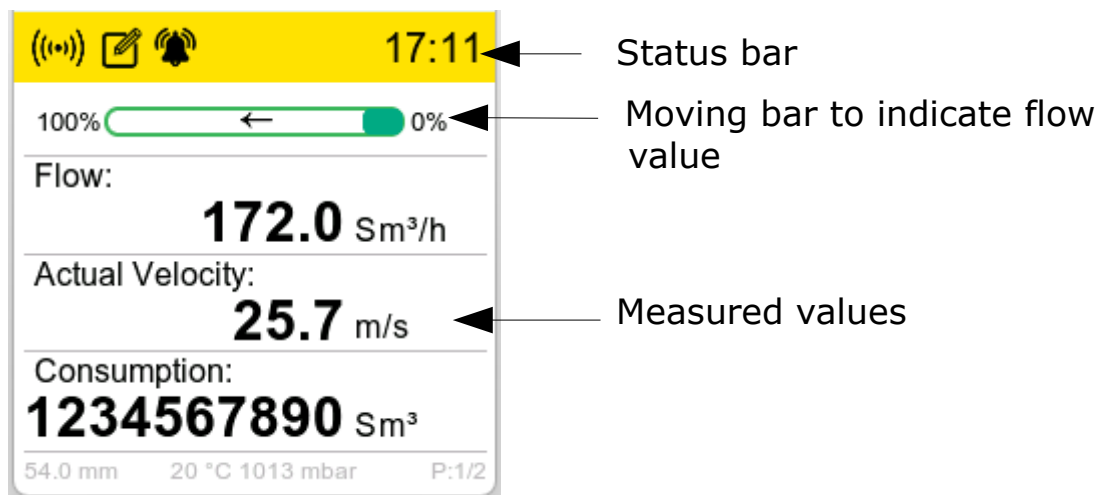 17:11
Status bar
100% ← 0%
Moving bar to indicate flow
value
Flow:
172.0 Sm³/h
Actual Velocity:
25.7 m/s
Measured values
Consumption:
1234567890 Sm³
54.0 mm 20 °C 1013 mbar P:1/2